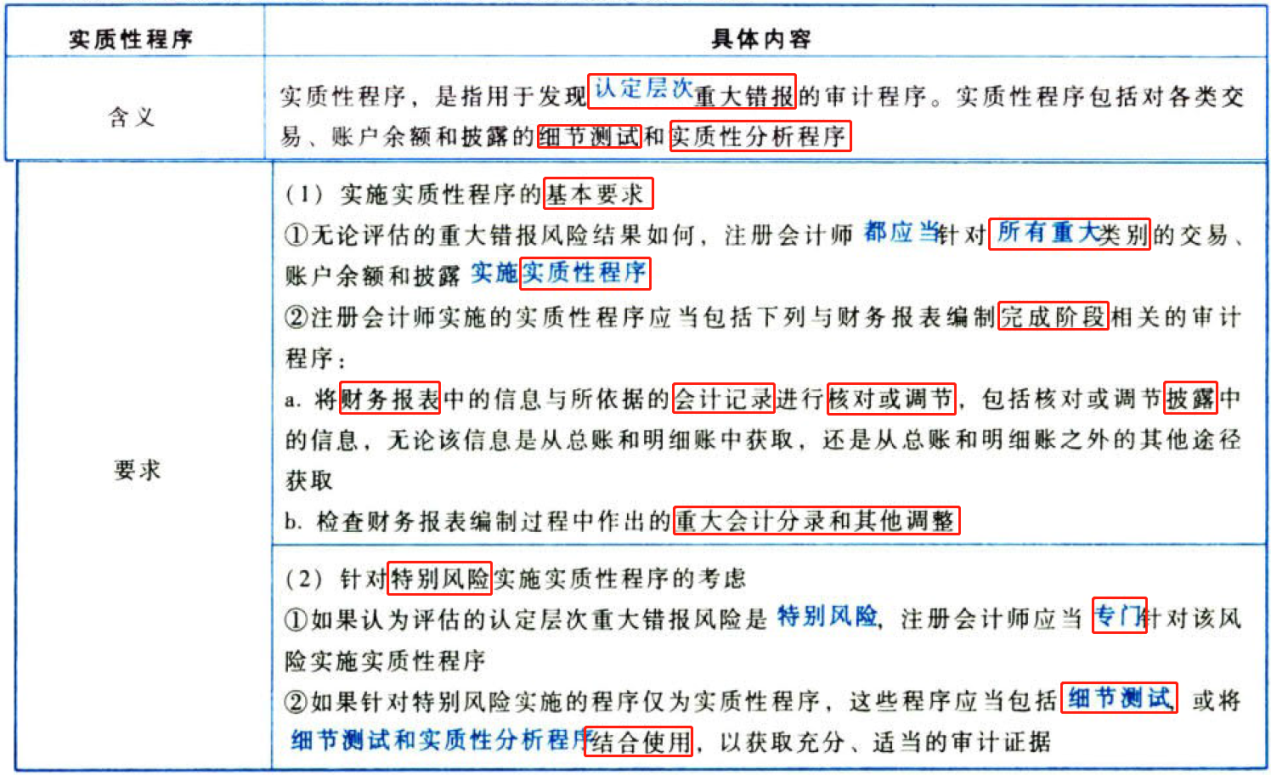 实质性程序 具体内容
含义
实质性程序，是指用于发现认定层次重大错报的审计程序。实质性程序包括对各类交
易、账户余额和披露的细节测试和实质性分析程序
要求
（1）实施实质性程序的基本要求
①无论评估的重大错报风险结果如何，注册会计师都应当针对所有重大类别的交易、
账户余额和披露实施实质性程序
②注册会计师实施的实质性程序应当包括下列与财务报表编制完成阶段相关的审计
程序：
a. 将财务报表中的信息与所依据的会计记录进行核对或调节，包括核对或调节披露中
的信息，无论该信息是从总账和明细账中获取，还是从总账和明细账之外的其他途径
获取
b. 检查财务报表编制过程中作出的重大会计分录和其他调整
（2）针对特别风险实施实质性程序的考虑
①如果认为评估的认定层次重大错报风险是特别风险，注册会计师应当专门针对该风
险实施实质性程序
②如果针对特别风险实施的程序仅为实质性程序，这些程序应当包括细节测试，或将
细节测试和实质性分析程序结合使用，以获取充分、适当的审计证据